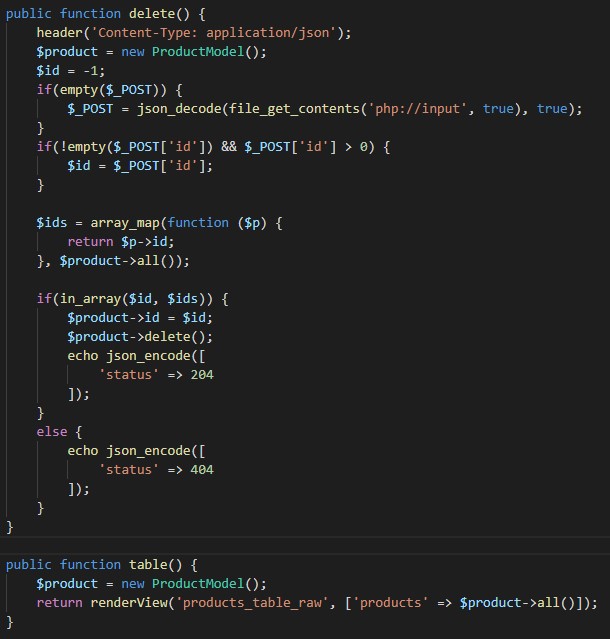 public function delete() {
    header('Content-Type: application/json');
    $product = new ProductModel();
    $id = -1;
    if(empty($_POST)) {
        $_POST = json_decode(file_get_contents('php://input', true), true);
    }
    if(!empty($_POST['id']) && $_POST['id'] > 0) {
        $id = $_POST['id'];
    }

    $ids = array_map(function ($p) {
        return $p->id;
    }, $product->all());

    if(in_array($id, $ids)) {
        $product->id = $id;
        $product->delete();
        echo json_encode([
            'status' => 204
        ]);
    }
    else {
        echo json_encode([
            'status' => 404
        ]);
    }
}

public function table() {
    $product = new ProductModel();
    return renderView('products_table_raw', ['products' => $product->all()]);
}